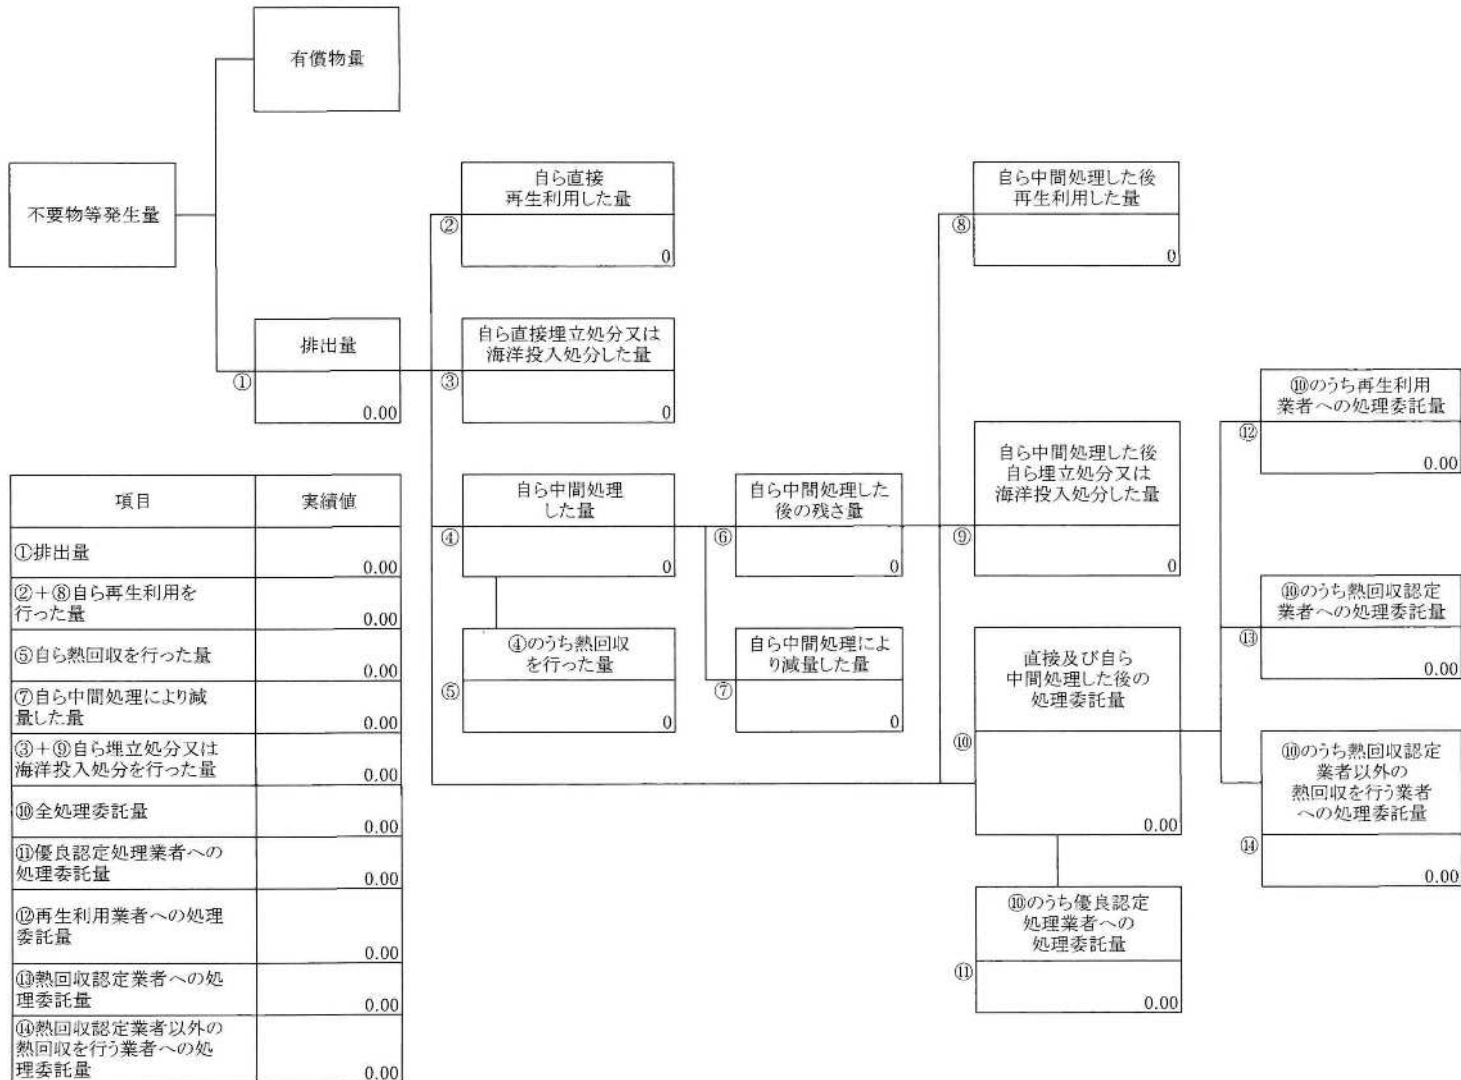 有償物量
不要物等発生量
排出量
①
0.00
自ら直接
再生利用した量
②
0
自ら直接埋立処分又は
海洋投入処分した量
③
0
自ら中間処理
した量
④
0
④のうち熱回収
を行った量
⑤
0
自ら中間処理した
後の残さ量
⑥
0
自ら中間処理によ
り減量した量
⑦
0
自ら中間処理した後
再生利用した量
⑧
0
自ら中間処理した後
自ら埋立処分又は
海洋投入処分した量
⑨
0
直接及び自ら
中間処理した後の
処理委託量
⑩
0.00
⑩のうち優良認定
処理業者への
処理委託量
⑪
0.00
⑩のうち再生利用
業者への処理委託量
⑫
0.00
⑩のうち熱回収認定
業者への処理委託量
⑬
0.00
⑩のうち熱回収認定
業者以外の
熱回収を行う業者
への処理委託量
⑭
0.00
項目 実績値
①排出量
0.00
②+⑧自ら再生利用を
行った量
0.00
⑤自ら熱回収を行った量
0.00
⑦自ら中間処理により減
量した量
0.00
③+⑨自ら埋立処分又は
海洋投入処分を行った量
0.00
⑩全処理委託量
0.00
⑪優良認定処理業者への
処理委託量
0.00
⑫再生利用業者への処理
委託量
0.00
⑬熱回収認定業者への処
理委託量
0.00
⑭熱回収認定業者以外の
熱回収を行う業者への処
理委託量
0.00